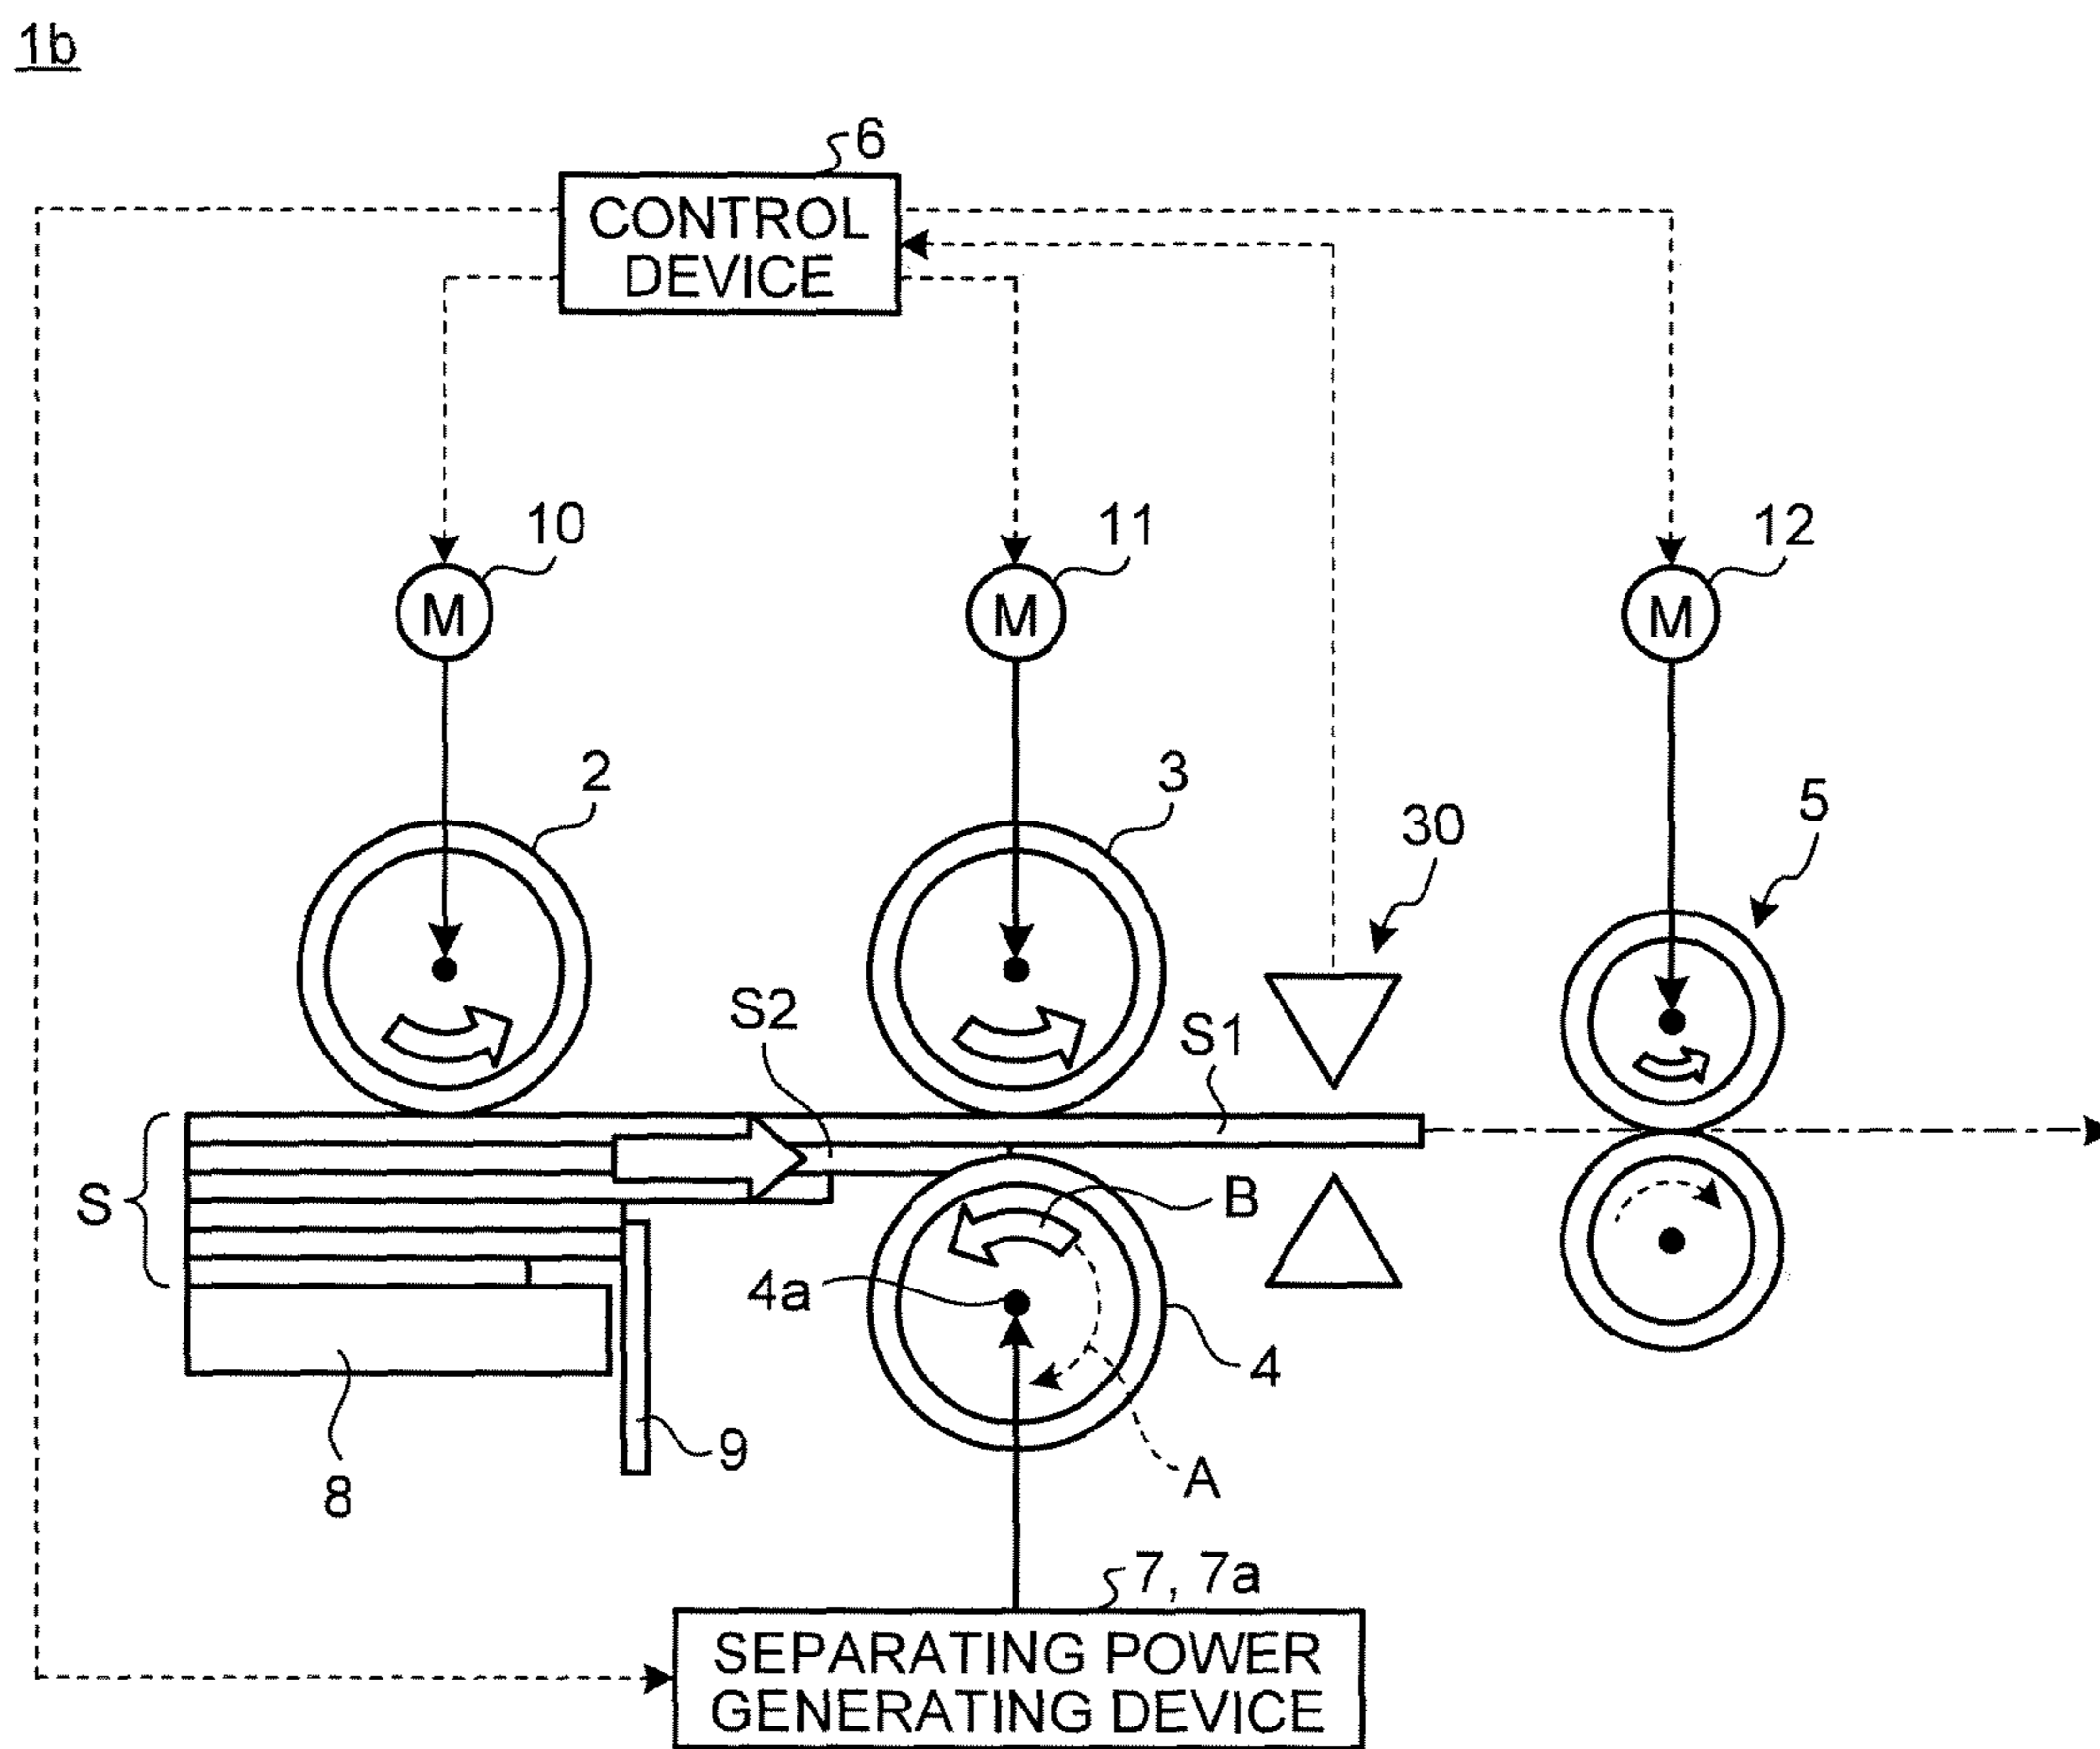 1b
6
CONTROL
DEVICE
10
11
12
M
M
M
2
3
30
5
S2
S1
S
B
4a
4
8
9
A
7, 7a
SEPARATING POWER
GENERATING DEVICE